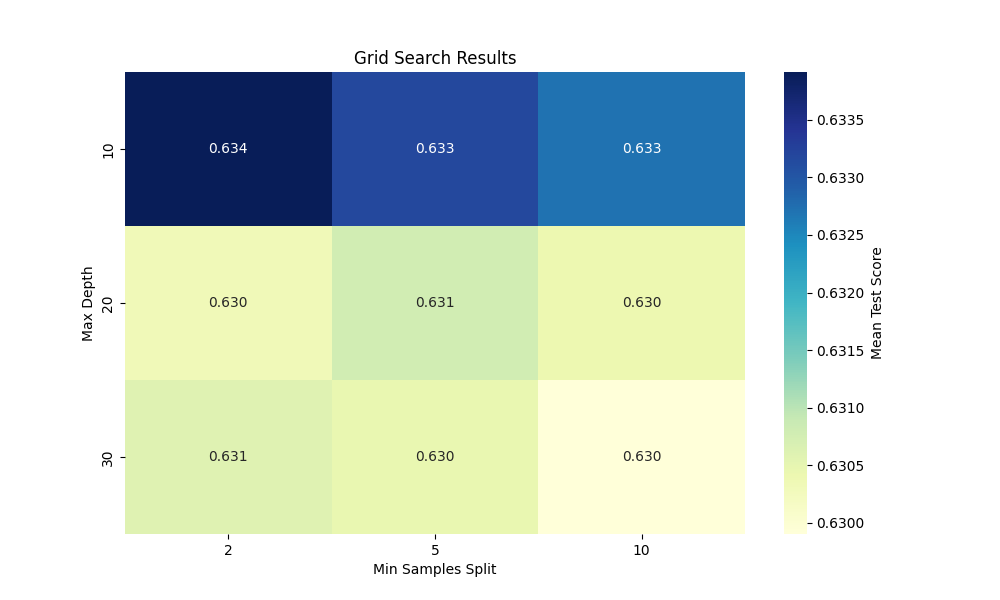 Grid Search Results
Max Depth
10
0.634 0.633 0.633
20
0.630 0.631 0.630
30
0.631 0.630 0.630
2 5 10
Min Samples Split
0.6335
0.6330
0.6325
0.6320
0.6315
0.6310
0.6305
0.6300
Mean Test Score